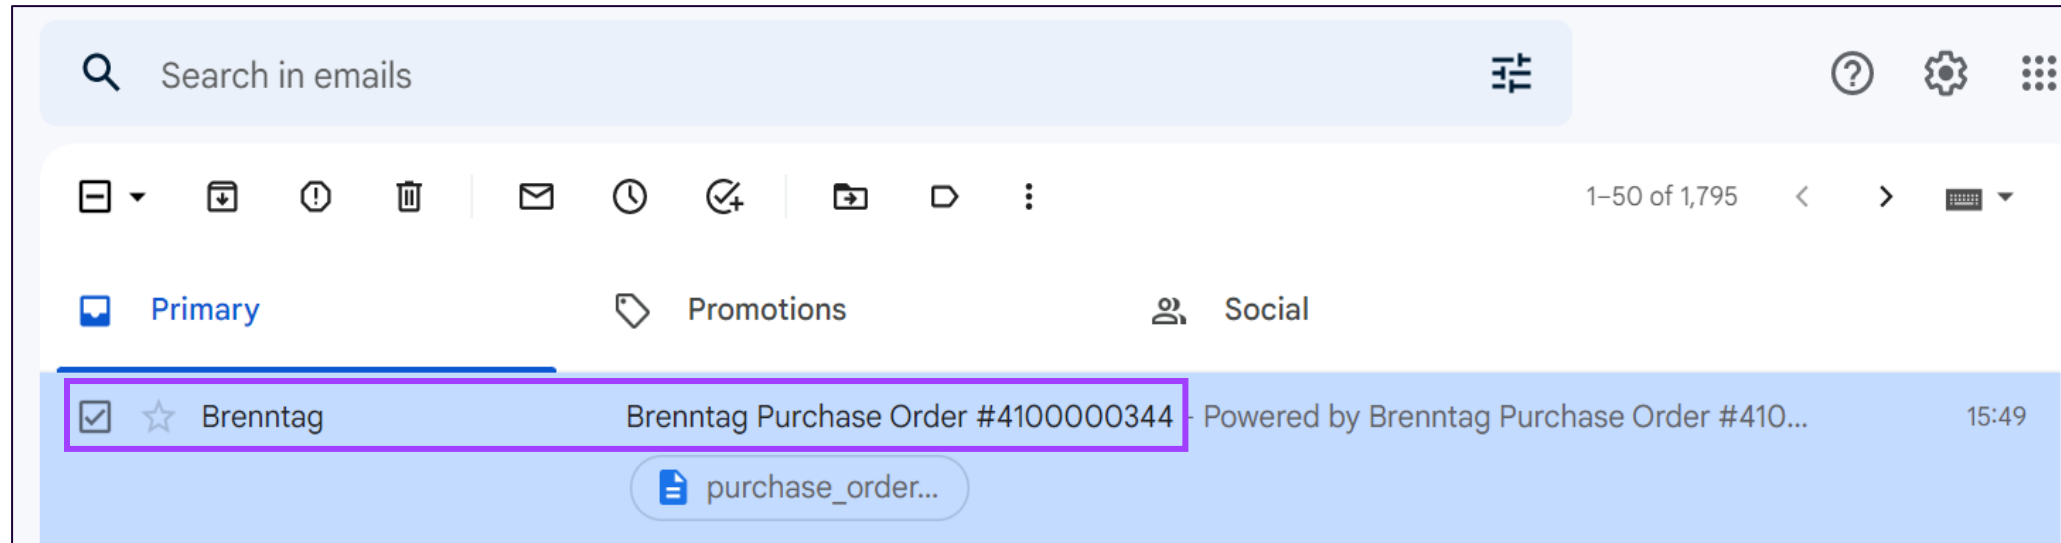 Search in emails
1–50 of 1,795
Primary Promotions Social
Brenntag Brenntag Purchase Order #4100000344 - Powered by Brenntag Purchase Order #410... 15:49
purchase_order...